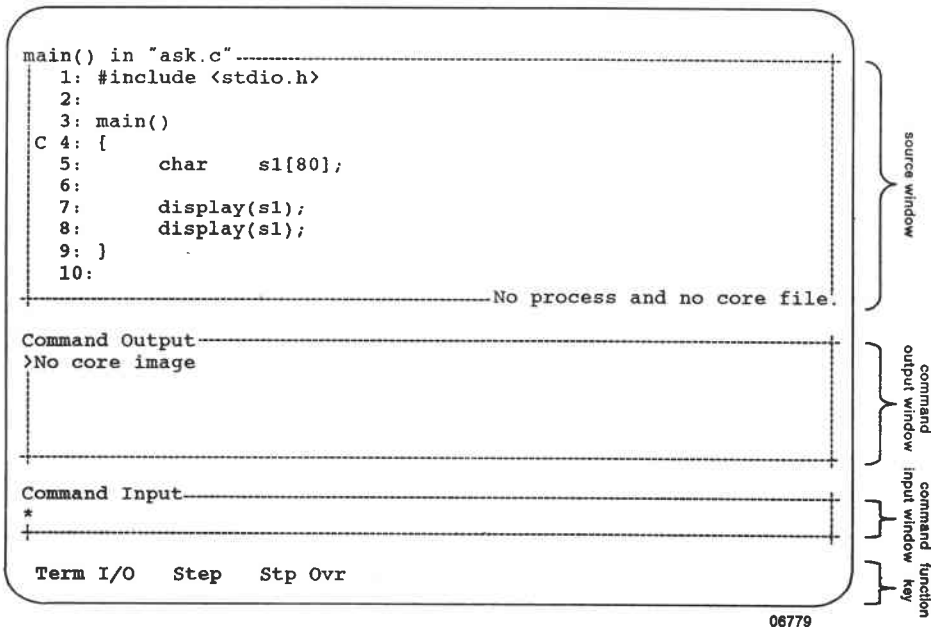 main() in "ask.c"
1: #include <stdio.h>
2:
3: main()
C 4: {
5:       char    s1[80];
6:
7:       display(s1);
8:       display(s1);
9: }
10:
No process and no core file.
source window
Command Output
>No core image
command
output window
Command Input
*
command
input window
Term I/O   Step   Stp Ovr
function
key
06779